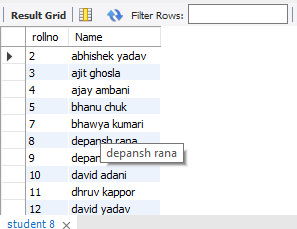 Result Grid Filter Rows:
rollno Name
2 abhishek yadav
3 ajit ghosla
4 ajay ambani
5 bhanu chuk
7 bhawya kumari
8 depansh rana
depansh rana
9
10 david adani
11 dhruv kappor
12 david yadav
student 8